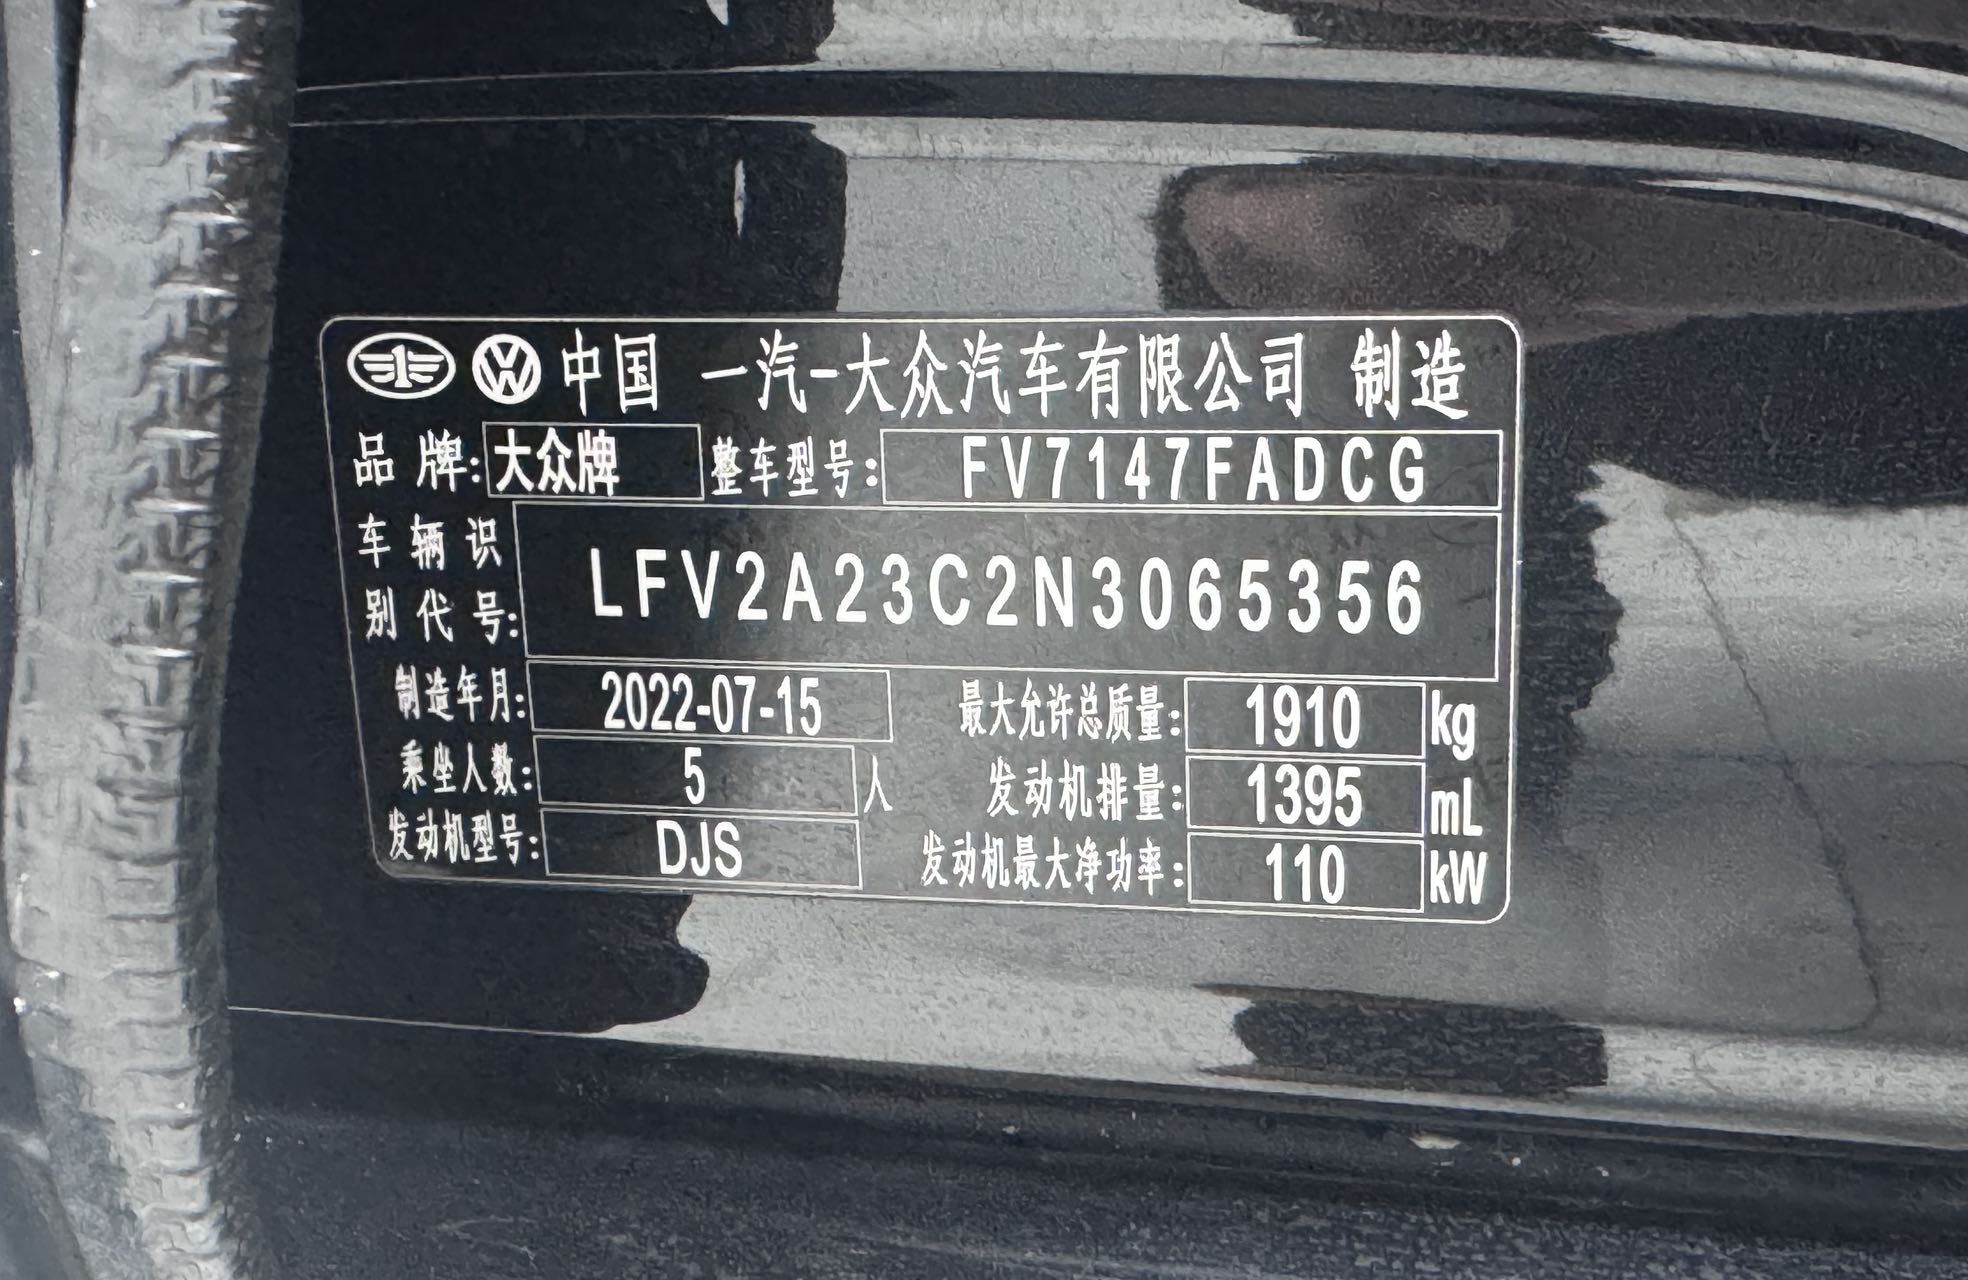 中国 一汽-大众汽车有限公司 制造
品牌: 大众牌 整车型号: FV7147FADCG
车辆识别代号: LFV2A23C2N3065356
制造年月: 2022-07-15 最大允许总质量: 1910 kg
乘坐人数: 5 人 发动机排量: 1395 mL
发动机型号: DJS 发动机最大净功率: 110 kW